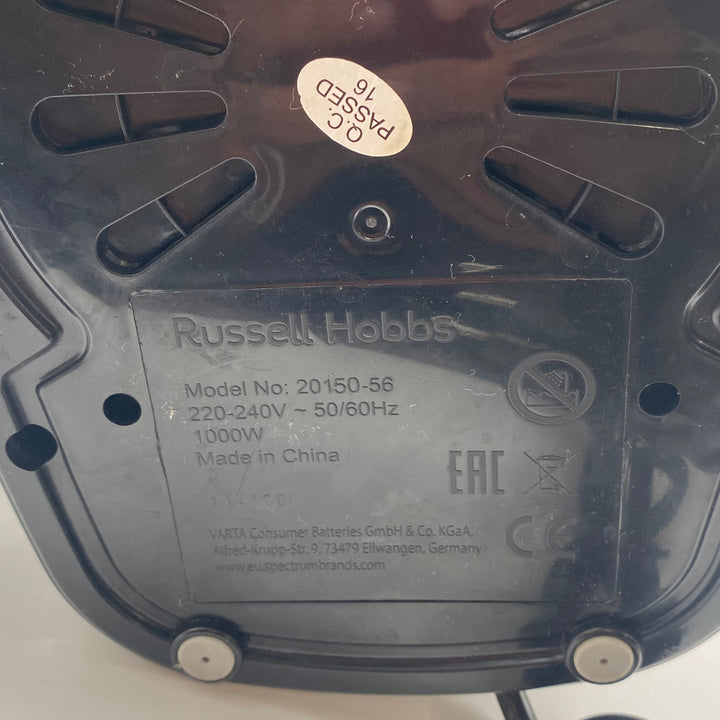 Q.C.
PASSED
16
Russell Hobbs
Model No: 20150-56
220-240V ~ 50/60Hz
1000W
Made in China
EAC
CE
VARTA Consumer Batteries GmbH & Co. KGaA,
Alfred-Krupp-Str. 9, 73479 Ellwangen, Germany
www.eu.spectrumbrands.com